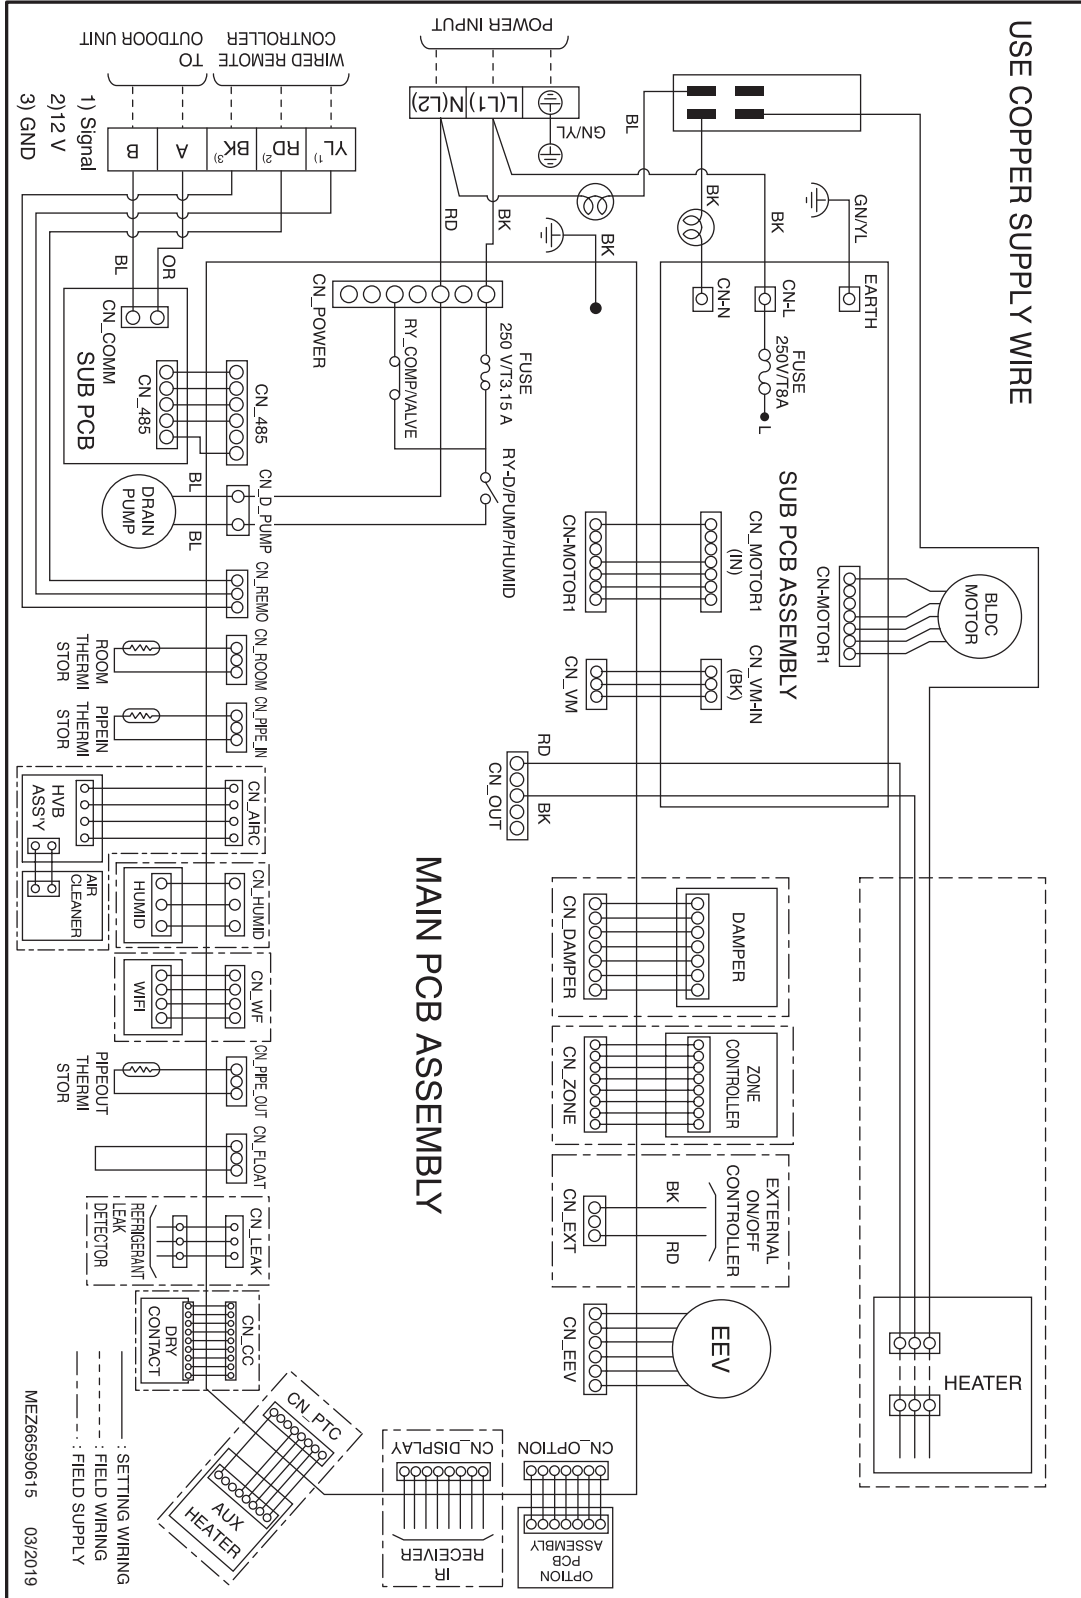 USE COPPER SUPPLY WIRE
POWER INPUT
TO
OUTDOOR UNIT
WIRED REMOTE
CONTROLLER
1) Signal
2)12 V
3) GND
B
A
BK 3)
RD 2)
YL 1)
N(L2)
L(L1)
GN/YL
BL
BK
BK
GN/YL
RD
BK
BK
BL
OR
CN_COMM
SUB PCB
CN_485
CN_485
CN_POWER
FUSE
250 V/T3.15 A
RY_COMP/VALVE
RY-D/PUMP/HUMID
CN-N
CN-L
EARTH
FUSE
250V/T8A
L
SUB PCB ASSEMBLY
CN-MOTOR1
CN_MOTOR1
(IN)
CN-MOTOR1
BLDC
MOTOR
CN_VM
CN_VM-IN
(BK)
DRAIN
PUMP
BL
BL
CN_D_PUMP
CN_REMO
CN_ROOM
ROOM
THERMI
STOR
CN_PIPE_IN
PIPEIN
THERMI
STOR
RD
BK
CN_OUT
HVB
ASS'Y
AIR
CLEANER
CN_AIRC
CN_HUMID
HUMID
CN_WF
WIFI
MAIN PCB ASSEMBLY
DAMPER
CN_DAMPER
ZONE
CONTROLLER
CN_ZONE
EXTERNAL
ON/OFF
CONTROLLER
BK
RD
CN_EXT
EEV
CN_EEV
HEATER
CN_PIPE_OUT
PIPEOUT
THERMI
STOR
CN_FLOAT
CN_LEAK
REFRIGERANT
LEAK
DETECTOR
CN_CC
DRY
CONTACT
CN_PTC
AUX
HEATER
CN_DISPLAY
IR
RECEIVER
CN_OPTION
OPTION
PCB
ASSEMBLY
: SETTING WIRING
: FIELD WIRING
: FIELD SUPPLY
MEZ66590615 03/2019